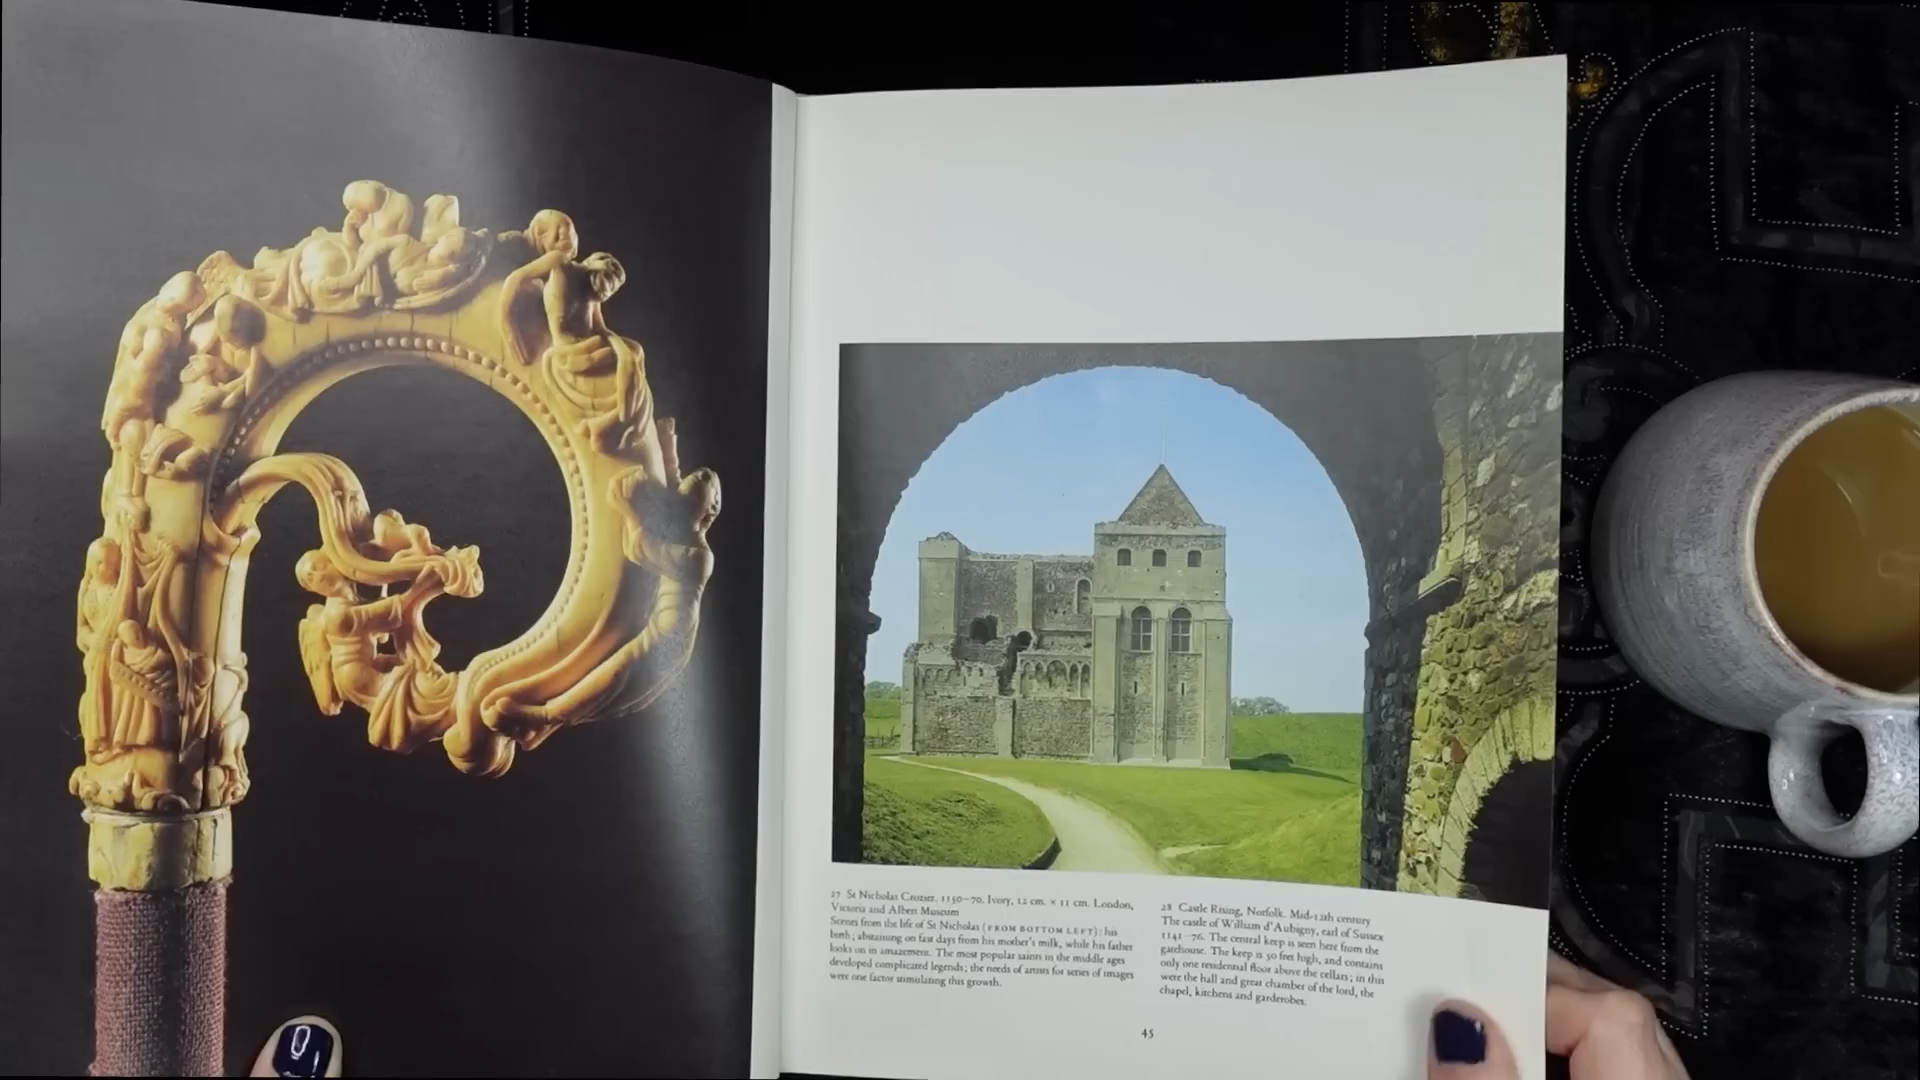 27 St Nicholas Crozier. 1150–70. Ivory, 12 cm. × 11 cm. London,
Victoria and Albert Museum
Scenes from the life of St Nicholas (FROM BOTTOM LEFT): his
birth; abstaining on fast days from his mother's milk, while his father
looks on in amazement. The most popular saints in the middle ages
developed complicated legends; the needs of artists for series of images
were one factor stimulating this growth.
28 Castle Rising, Norfolk. Mid-12th century
The castle of William d'Aubigny, earl of Sussex
1141–76. The central keep is seen here from the
gatehouse. The keep is 50 feet high, and contains
only one residential floor above the cellars; in this
were the hall and great chamber of the lord, the
chapel, kitchens and garderobes.
45